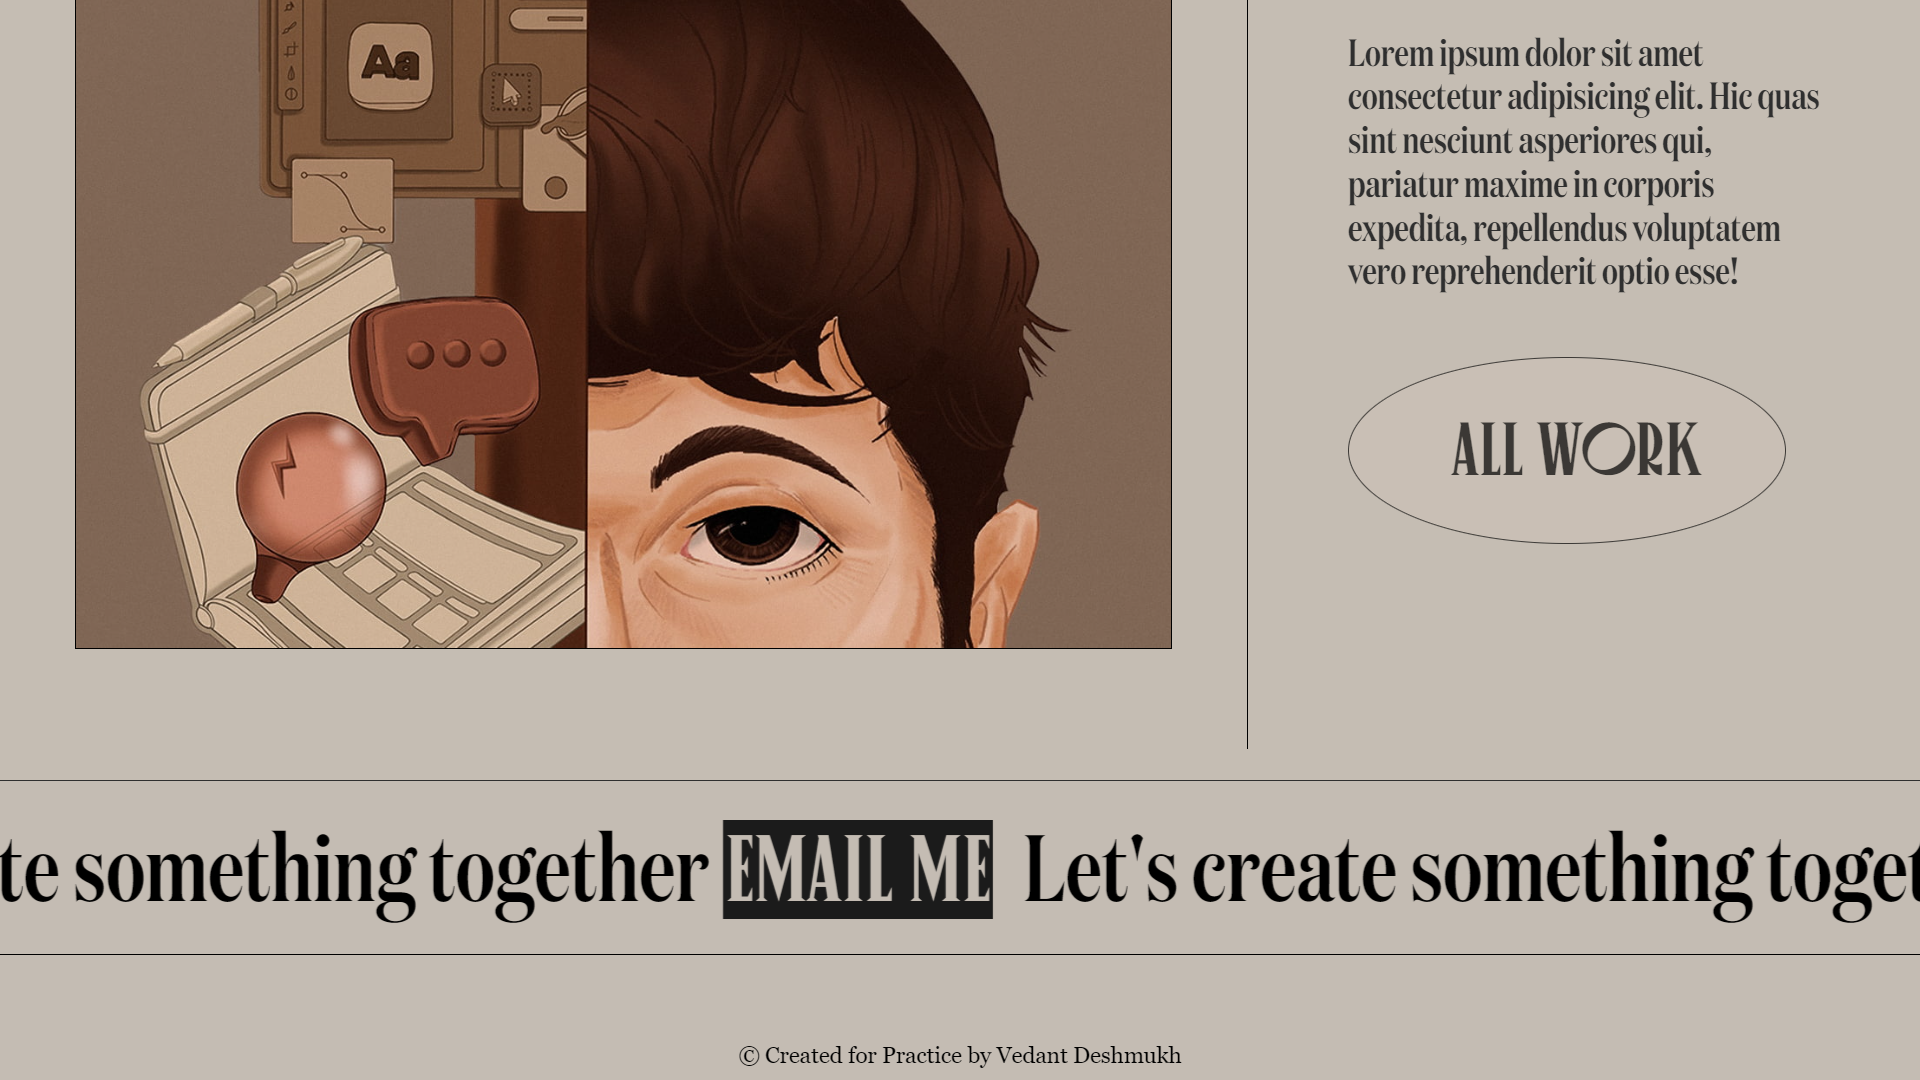 Aa
Lorem ipsum dolor sit amet
consectetur adipisicing elit. Hic quas
sint nesciunt asperiores qui,
pariatur maxime in corporis
expedita, repellendus voluptatem
vero reprehenderit optio esse!
ALL WORK
te something together EMAIL ME Let's create something toget
© Created for Practice by Vedant Deshmukh